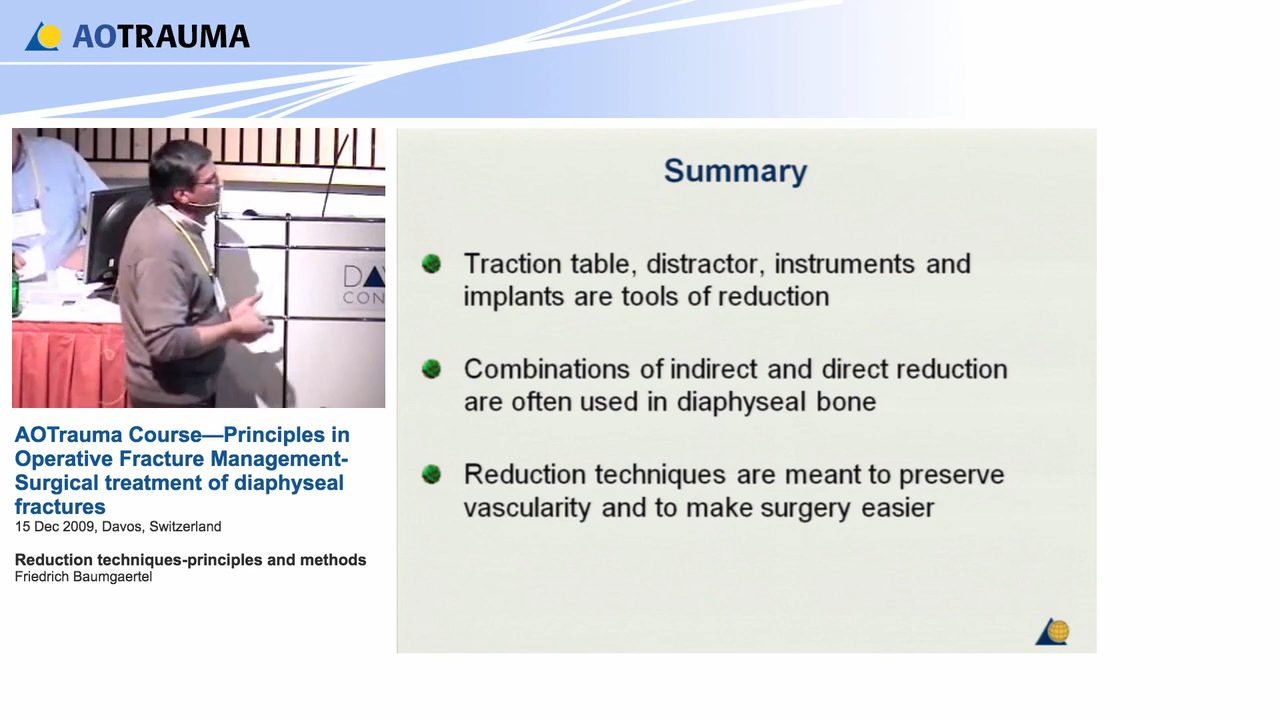 AOTRAUMA
DA
CON
Summary
Traction table, distractor, instruments and
implants are tools of reduction
Combinations of indirect and direct reduction
are often used in diaphyseal bone
Reduction techniques are meant to preserve
vascularity and to make surgery easier
AOTrauma Course—Principles in
Operative Fracture Management-
Surgical treatment of diaphyseal
fractures
15 Dec 2009, Davos, Switzerland
Reduction techniques-principles and methods
Friedrich Baumgaertel